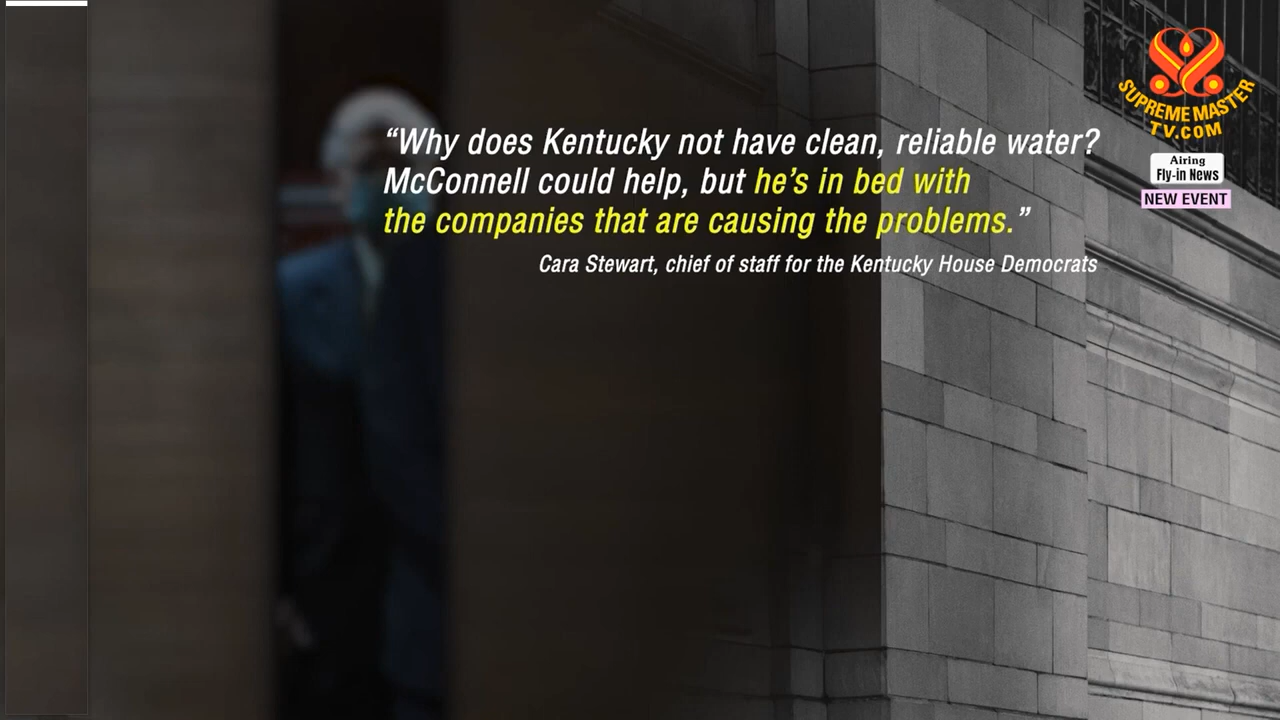 “Why does Kentucky not have clean, reliable water?
McConnell could help, but he’s in bed with
the companies that are causing the problems.”
Cara Stewart, chief of staff for the Kentucky House Democrats
SUPREME MASTER
TV.COM
Airing
Fly-in News
NEW EVENT